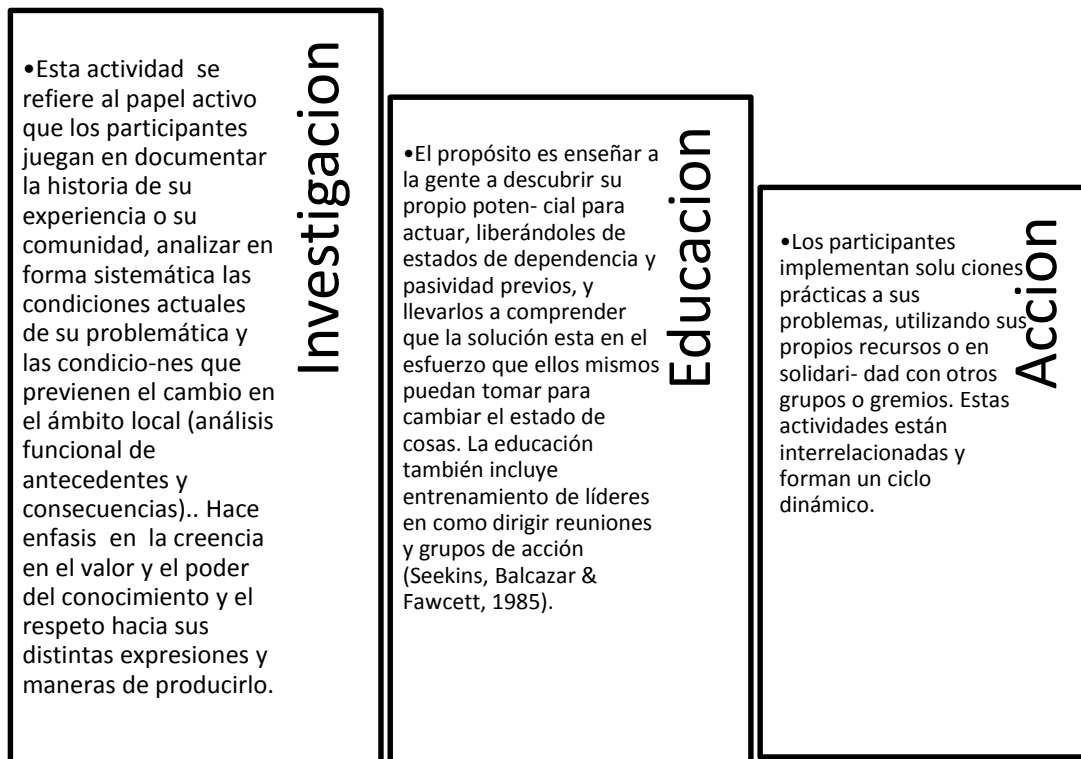 •Esta actividad se
refiere al papel activo
que los participantes
juegan en documentar
la historia de su
experiencia o su
comunidad, analizar en
forma sistemática las
condiciones actuales
de su problemática y
las condicio-nes que
previenen el cambio en
el ámbito local (análisis
funcional de
antecedentes y
consecuencias).. Hace
enfasis en la creencia
en el valor y el poder
del conocimiento y el
respeto hacia sus
distintas expresiones y
maneras de producirlo.
Investigacion
•El propósito es enseñar a
la gente a descubrir su
propio poten- cial para
actuar, liberándoles de
estados de dependencia y
pasividad previos, y
llevarlos a comprender
que la solución esta en el
esfuerzo que ellos mismos
puedan tomar para
cambiar el estado de
cosas. La educación
también incluye
entrenamiento de líderes
en como dirigir reuniones
y grupos de acción
(Seekins, Balcazar &
Fawcett, 1985).
Educacion
•Los participantes
implementan solu ciones
prácticas a sus
problemas, utilizando sus
propios recursos o en
solidari- dad con otros
grupos o gremios. Estas
actividades están
interrelacionadas y
forman un ciclo
dinámico.
Accion